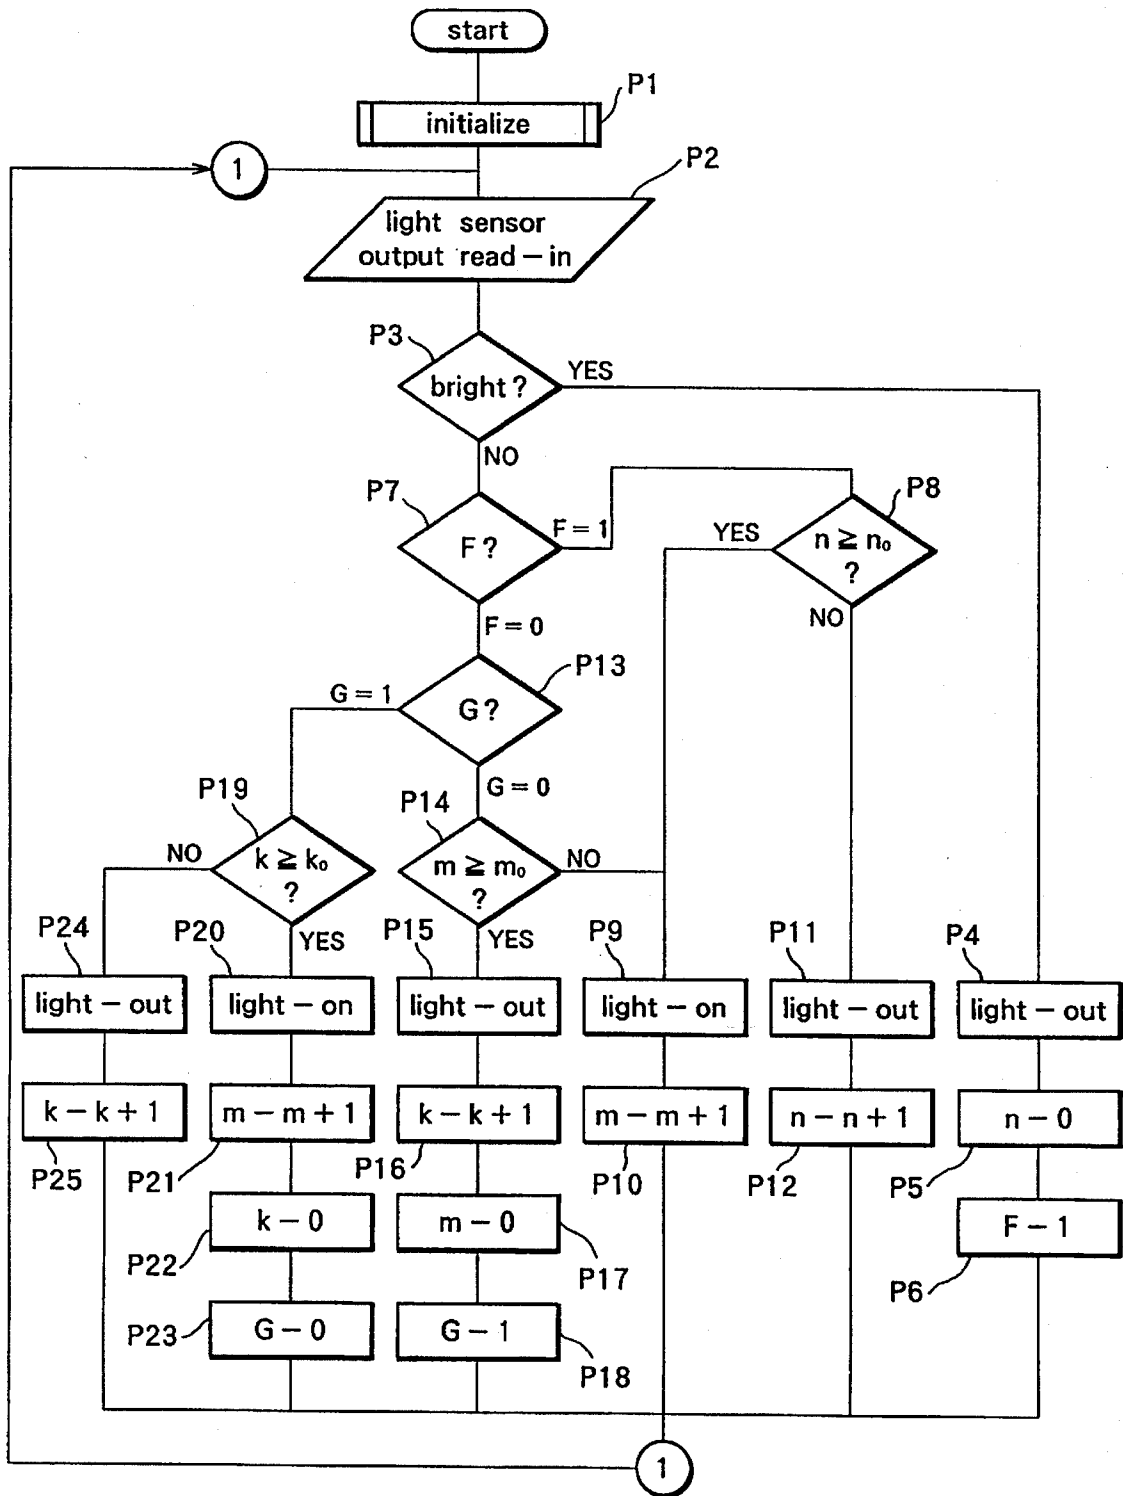 start
P1
initialize
1
P2
light sensor
output read-in
P3
bright?
YES
NO
P7
F?
F=1
P8
YES
n ≧ n₀
?
NO
F=0
P13
G=1
G?
G=0
P19
P14
NO
k ≧ k₀
?
m ≧ m₀
?
NO
YES
YES
P24
P20
P15
P9
P11
P4
light-out
light-on
light-out
light-on
light-out
light-out
k-k+1
m-m+1
k-k+1
m-m+1
n-n+1
n-0
P25
P21
P16
P10
P12
P5
k-0
m-0
F-1
P22
P17
P6
P23
G-0
G-1
P18
1